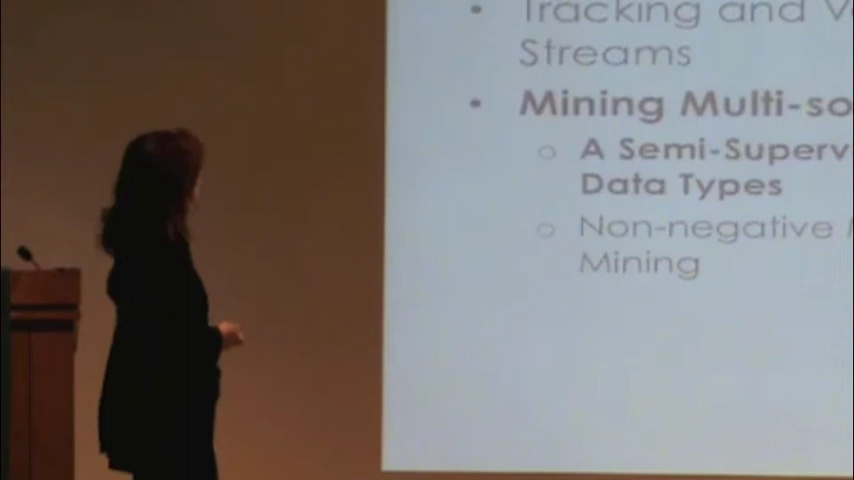 • Tracking and V
Streams
• Mining Multi-so
○ A Semi-Superv
Data Types
○ Non-negative
Mining